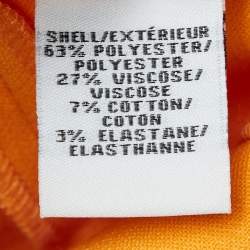 SHELL/EXTÉRIEUR
63% POLYESTER/
POLYESTER
27% VISCOSE/
VISCOSE
7% COTTON/
COTON
3% ELASTANE/
ELASTHANNE